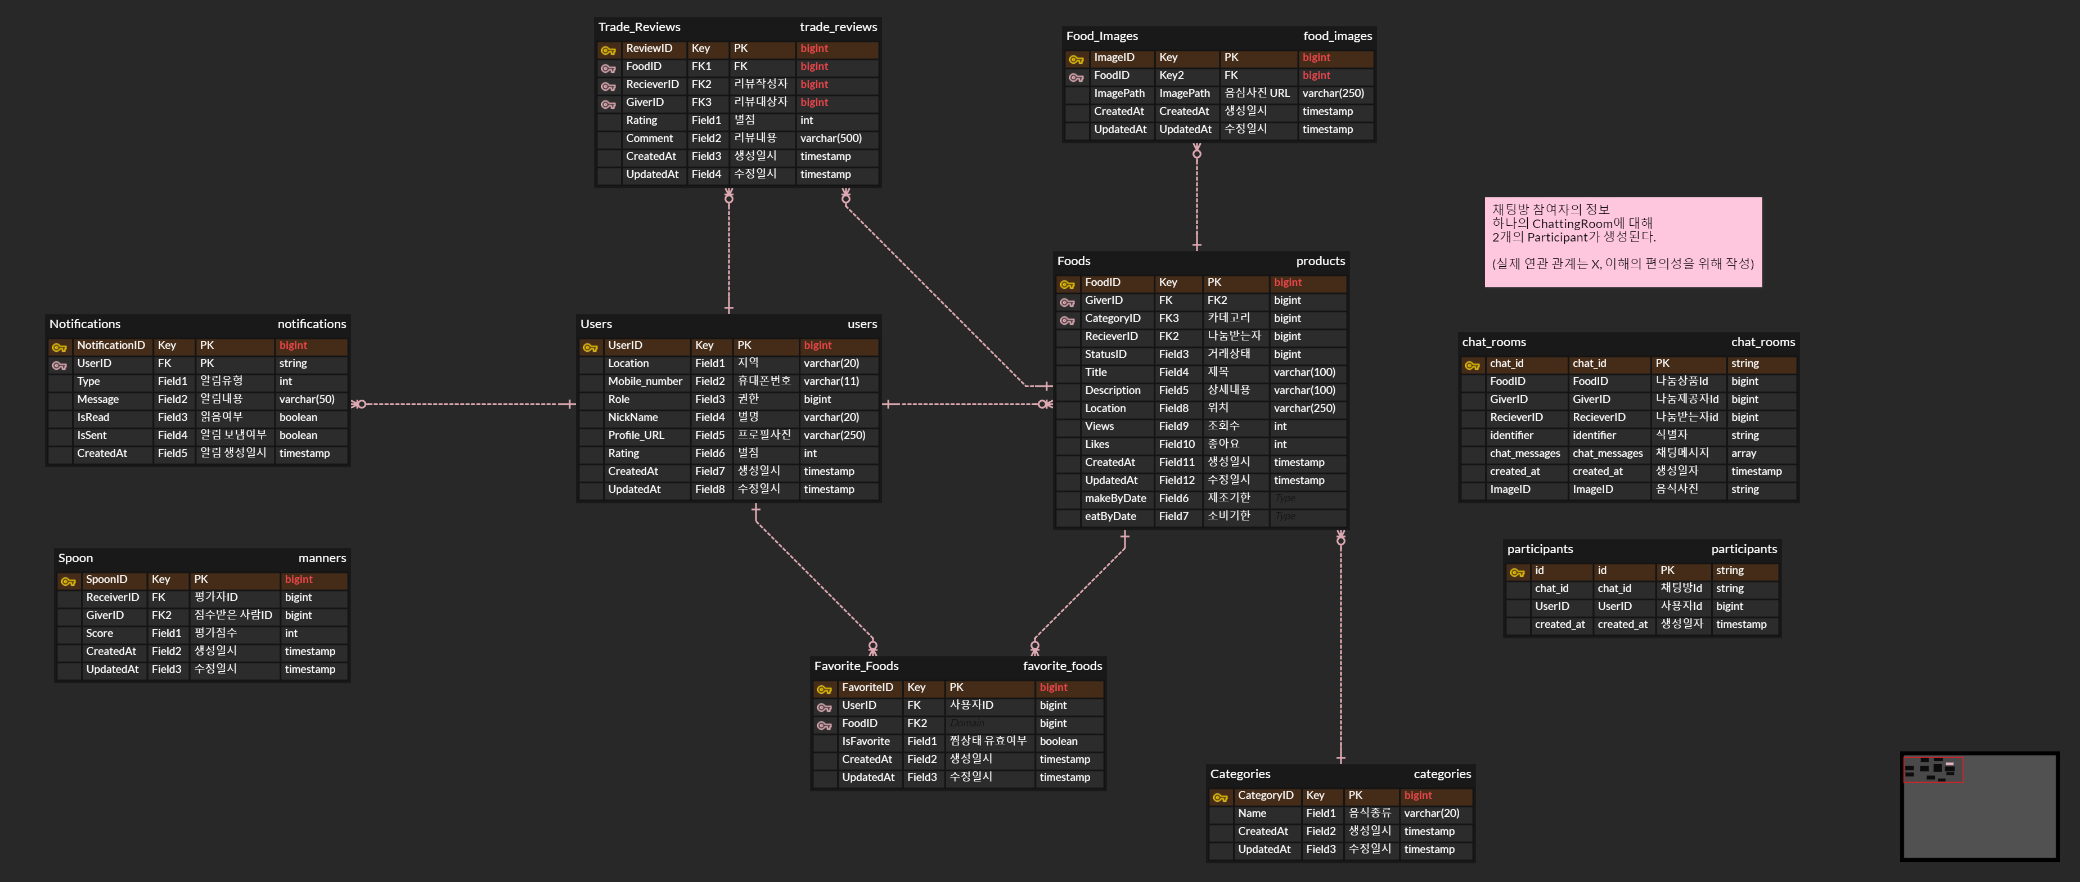 Trade_Reviews trade_reviews
ReviewID Key PK bigint
FoodID FK1 FK bigint
RecieverID FK2 리뷰작성자 bigint
GiverID FK3 리뷰대상자 bigint
Rating Field1 별점 int
Comment Field2 리뷰내용 varchar(500)
CreatedAt Field3 생성일시 timestamp
UpdatedAt Field4 수정일시 timestamp
Food_Images food_images
ImageID Key PK bigint
FoodID Key2 FK bigint
ImagePath ImagePath 음심사진 URL varchar(250)
CreatedAt CreatedAt 생성일시 timestamp
UpdatedAt UpdatedAt 수정일시 timestamp
채팅방 참여자의 정보
하나의 ChattingRoom에 대해
2개의 Participant가 생성된다.
(실제 연관 관계는 X, 이해의 편의성을 위해 작성)
Notifications notifications
NotificationID Key PK bigint
UserID FK PK string
Type Field1 알림유형 int
Message Field2 알림내용 varchar(50)
IsRead Field3 읽음여부 boolean
IsSent Field4 알림 보냄여부 boolean
CreatedAt Field5 알림 생성일시 timestamp
Users users
UserID Key PK bigint
Location Field1 지역 varchar(20)
Mobile_number Field2 휴대폰번호 varchar(11)
Role Field3 권한 bigint
NickName Field4 별명 varchar(20)
Profile_URL Field5 프로필사진 varchar(250)
Rating Field6 별점 int
CreatedAt Field7 생성일시 timestamp
UpdatedAt Field8 수정일시 timestamp
Foods products
FoodID Key PK bigint
GiverID FK FK2 bigint
CategoryID FK3 카데고리 bigint
RecieverID FK2 나눔받는자 bigint
StatusID Field3 거래상태 bigint
Title Field4 제목 varchar(100)
Description Field5 상세내용 varchar(100)
Location Field8 위치 varchar(250)
Views Field9 조회수 int
Likes Field10 좋아요 int
CreatedAt Field11 생성일시 timestamp
UpdatedAt Field12 수정일시 timestamp
makeByDate Field6 제조기한 Type
eatByDate Field7 소비기한 Type
chat_rooms chat_rooms
chat_id chat_id PK string
FoodID FoodID 나눔상품Id bigint
GiverID GiverID 나눔제공자Id bigint
RecieverID RecieverID 나눔받는자id bigint
identifier identifier 식별자 string
chat_messages chat_messages 채팅메시지 array
created_at created_at 생성일자 timestamp
ImageID ImageID 음식사진 string
Spoon manners
SpoonID Key PK bigint
ReceiverID FK 평가자ID bigint
GiverID FK2 점수받은 사람ID bigint
Score Field1 평가점수 int
CreatedAt Field2 생성일시 timestamp
UpdatedAt Field3 수정일시 timestamp
participants participants
id id PK string
chat_id chat_id 채팅방Id string
UserID UserID 사용자Id bigint
created_at created_at 생성일자 timestamp
Favorite_Foods favorite_foods
FavoriteID Key PK bigint
UserID FK 사용자ID bigint
FoodID FK2 Domain bigint
IsFavorite Field1 찜상태 유효여부 boolean
CreatedAt Field2 생성일시 timestamp
UpdatedAt Field3 수정일시 timestamp
Categories categories
CategoryID Key PK bigint
Name Field1 음식종류 varchar(20)
CreatedAt Field2 생성일시 timestamp
UpdatedAt Field3 수정일시 timestamp